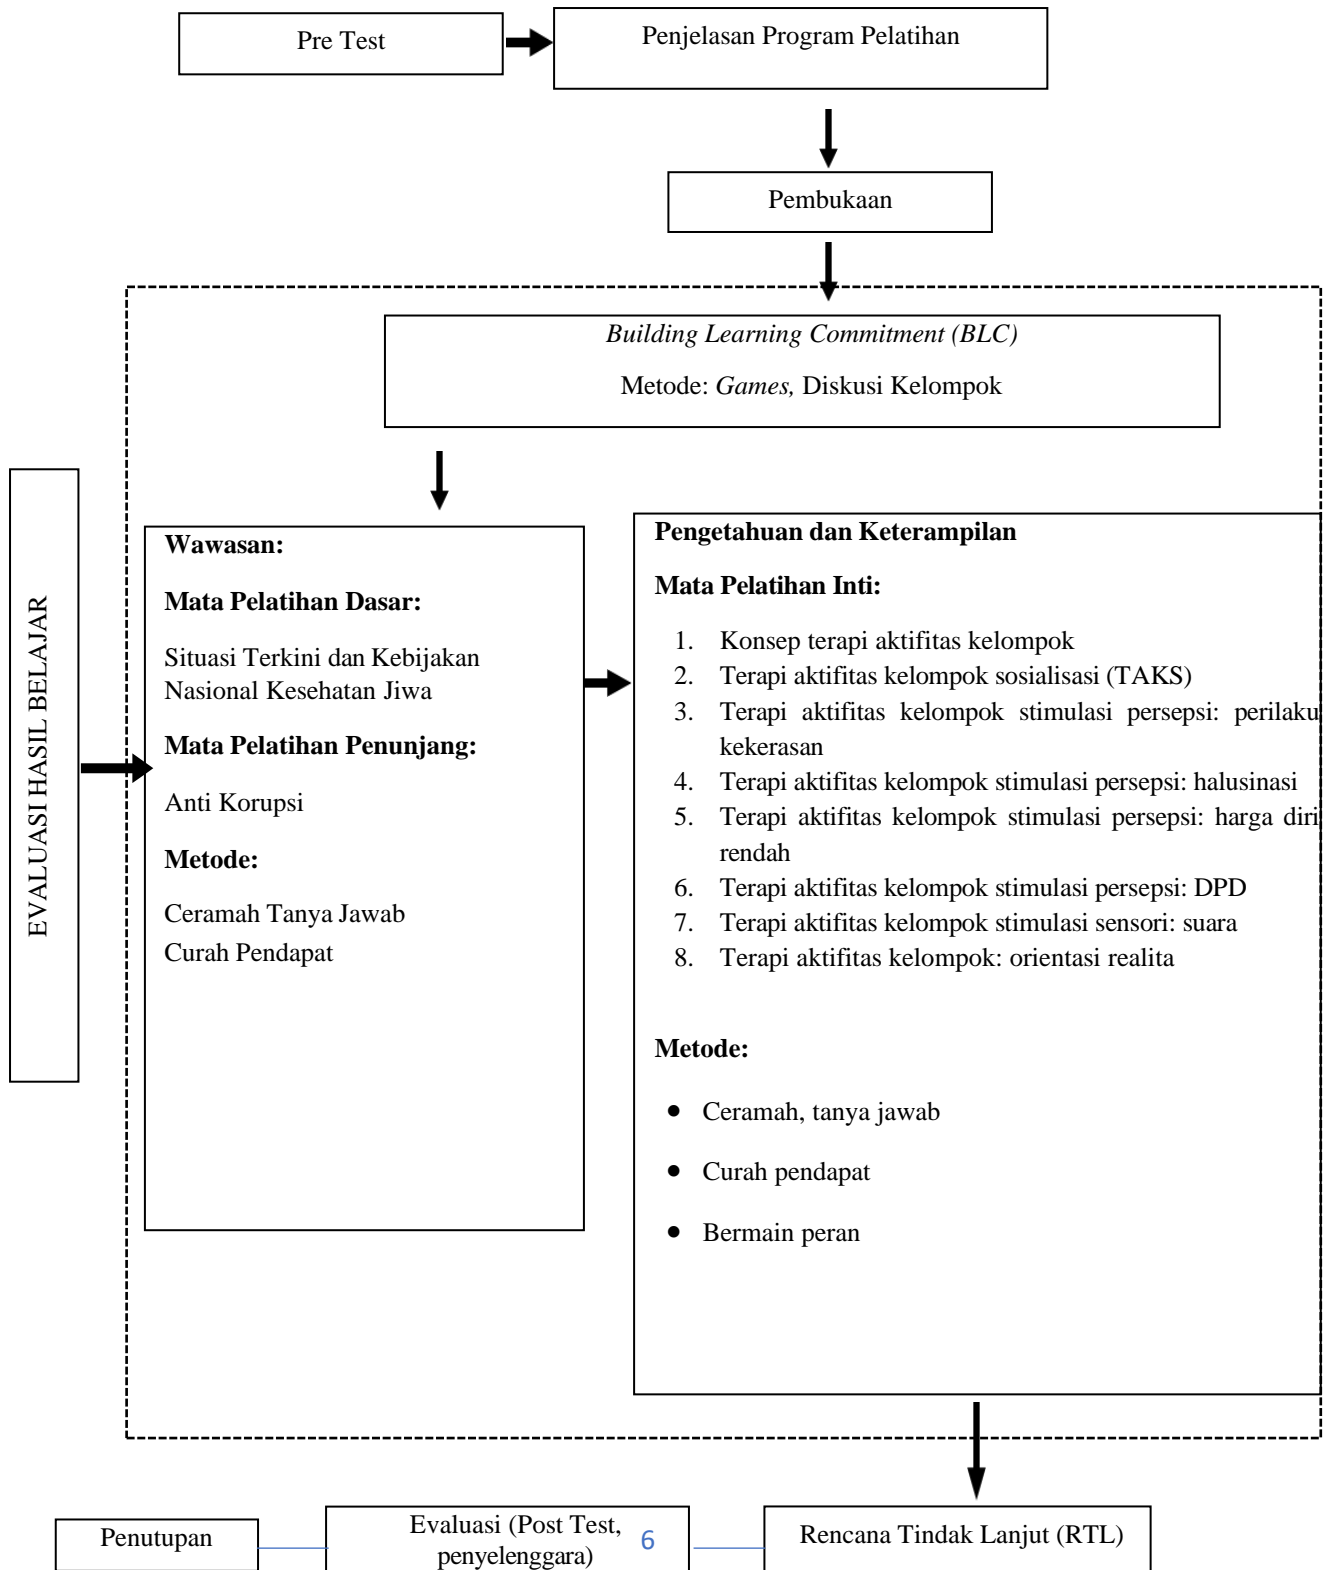 Pre Test
Penjelasan Program Pelatihan
Pembukaan
Building Learning Commitment (BLC)
Metode: Games, Diskusi Kelompok
EVALUASI HASIL BELAJAR
Wawasan:
Mata Pelatihan Dasar:
Situasi Terkini dan Kebijakan
Nasional Kesehatan Jiwa
Mata Pelatihan Penunjang:
Anti Korupsi
Metode:
Ceramah Tanya Jawab
Curah Pendapat
Pengetahuan dan Keterampilan
Mata Pelatihan Inti:
1. Konsep terapi aktifitas kelompok
2. Terapi aktifitas kelompok sosialisasi (TAKS)
3. Terapi aktifitas kelompok stimulasi persepsi: perilaku
kekerasan
4. Terapi aktifitas kelompok stimulasi persepsi: halusinasi
5. Terapi aktifitas kelompok stimulasi persepsi: harga diri
rendah
6. Terapi aktifitas kelompok stimulasi persepsi: DPD
7. Terapi aktifitas kelompok stimulasi sensori: suara
8. Terapi aktifitas kelompok: orientasi realita
Metode:
• Ceramah, tanya jawab
• Curah pendapat
• Bermain peran
Penutupan
Evaluasi (Post Test,
penyelenggara)
6
Rencana Tindak Lanjut (RTL)